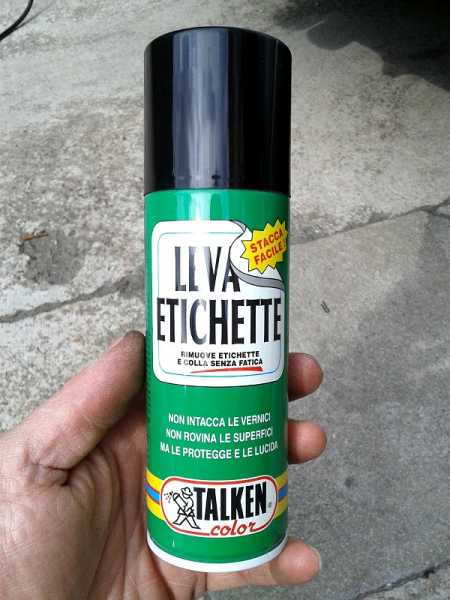 STACCA
FACILE!
LEVA
ETICHETTE
RIMUOVE ETICHETTE
E COLLA SENZA FATICA
NON INTACCA LE VERNICI
NON ROVINA LE SUPERFICI
MA LE PROTEGGE E LE LUCIDA
TALKEN®
color